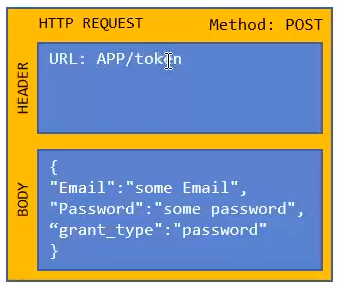 HTTP REQUEST
Method: POST
HEADER
URL: APP/token
BODY
{
"Email":"some Email",
"Password":"some password",
“grant_type":"password"
}